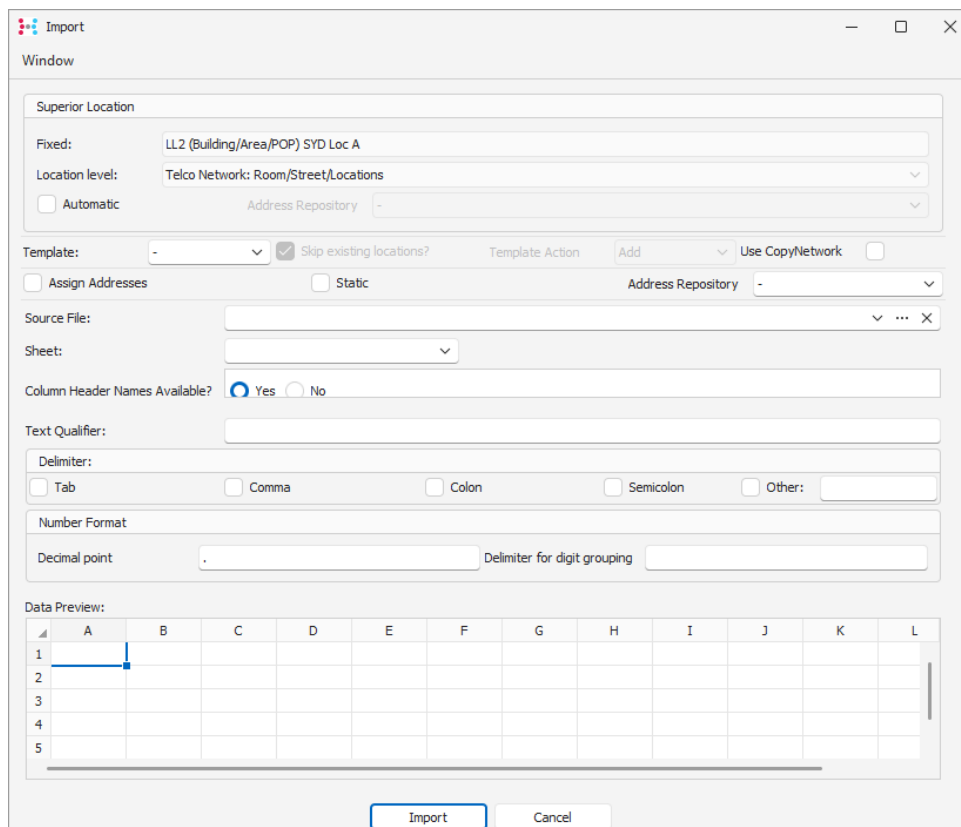 Import
Window
Superior Location
Fixed: LL2 (Building/Area/POP) SYD Loc A
Location level: Telco Network: Room/Street/Locations
Automatic Address Repository -
Template: - Skip existing locations? Template Action Add Use CopyNetwork
Assign Addresses Static Address Repository -
Source File:
Sheet:
Column Header Names Available? Yes No
Text Qualifier:
Delimiter:
Tab Comma Colon Semicolon Other:
Number Format
Decimal point . Delimiter for digit grouping
Data Preview:
A B C D E F G H I J K L
1
2
3
4
5
Import Cancel